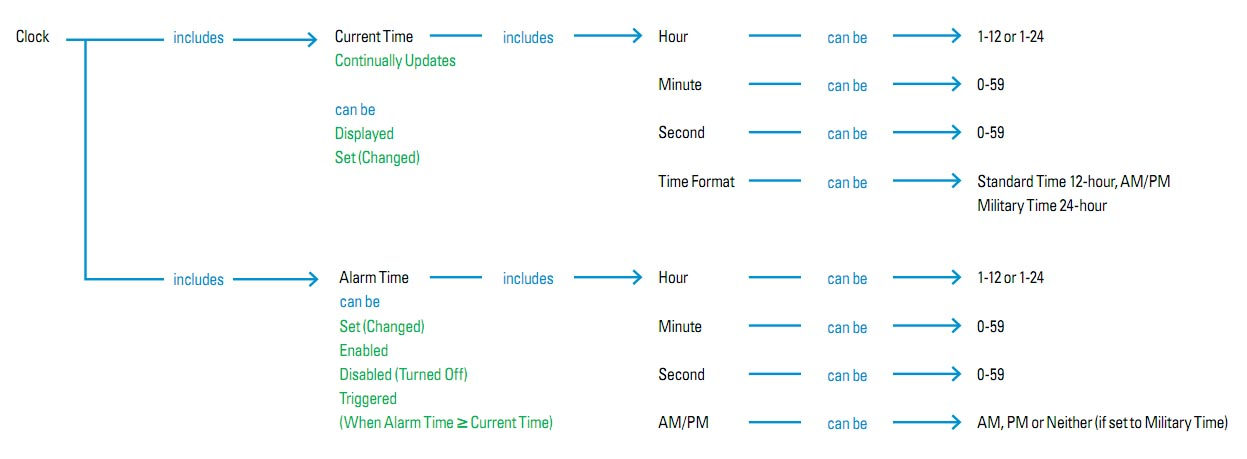 Clock includes Current Time includes Hour can be 1-12 or 1-24
Continually Updates
Minute can be 0-59
can be
Displayed
Second can be 0-59
Set (Changed)
Time Format can be Standard Time 12-hour, AM/PM
Military Time 24-hour
includes Alarm Time includes Hour can be 1-12 or 1-24
can be
Set (Changed)
Minute can be 0-59
Enabled
Disabled (Turned Off)
Second can be 0-59
Triggered
(When Alarm Time ≥ Current Time)
AM/PM can be AM, PM or Neither (if set to Military Time)